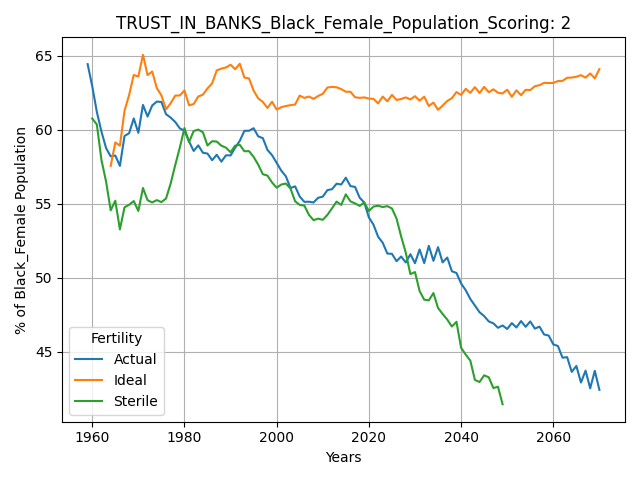 TRUST_IN_BANKS_Black_Female_Population_Scoring: 2
% of Black_Female Population
65
60
55
50
45
Fertility
Actual
Ideal
Sterile
1960 1980 2000 2020 2040 2060
Years